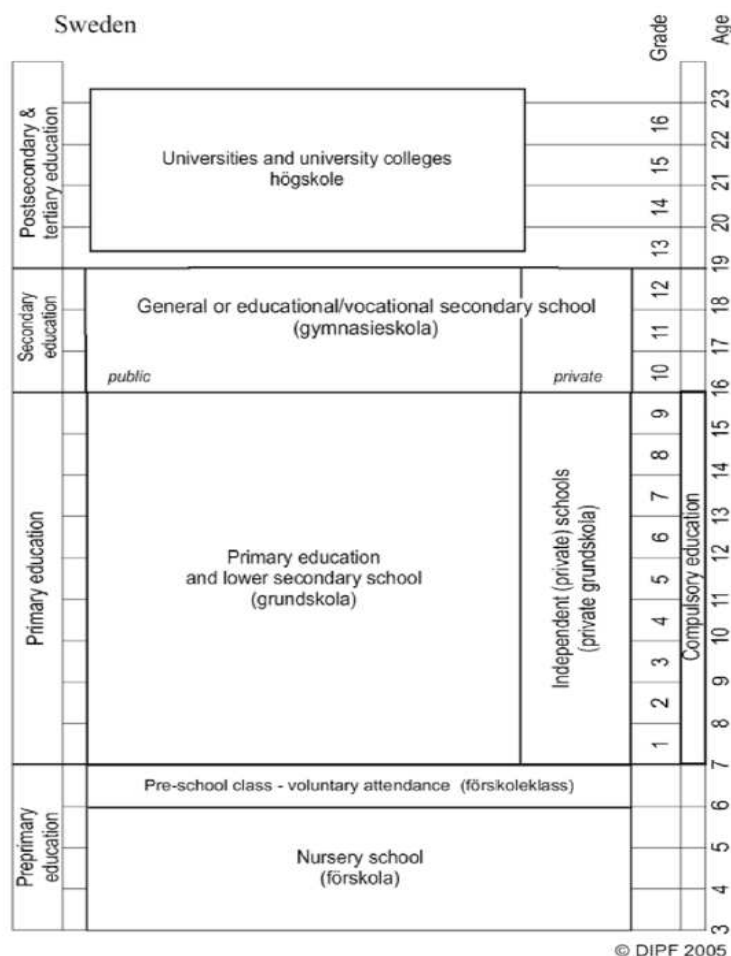 Sweden
Grade
Age
Postsecondary &
tertiary education
Universities and university colleges
högskole
16
15
14
13
23
22
21
20
19
Secondary
education
General or educational/vocational secondary school
(gymnasieskola)
public
private
12
11
10
18
17
16
Primary education
Primary education
and lower secondary school
(grundskola)
Independent (private) schools
(private grundskola)
9
8
7
6
5
4
3
2
1
Compulsory education
15
14
13
12
11
10
9
8
7
Preprimary
education
Pre-school class - voluntary attendance (förskoleklass)
Nursery school
(förskola)
6
5
4
3
© DIPF 2005